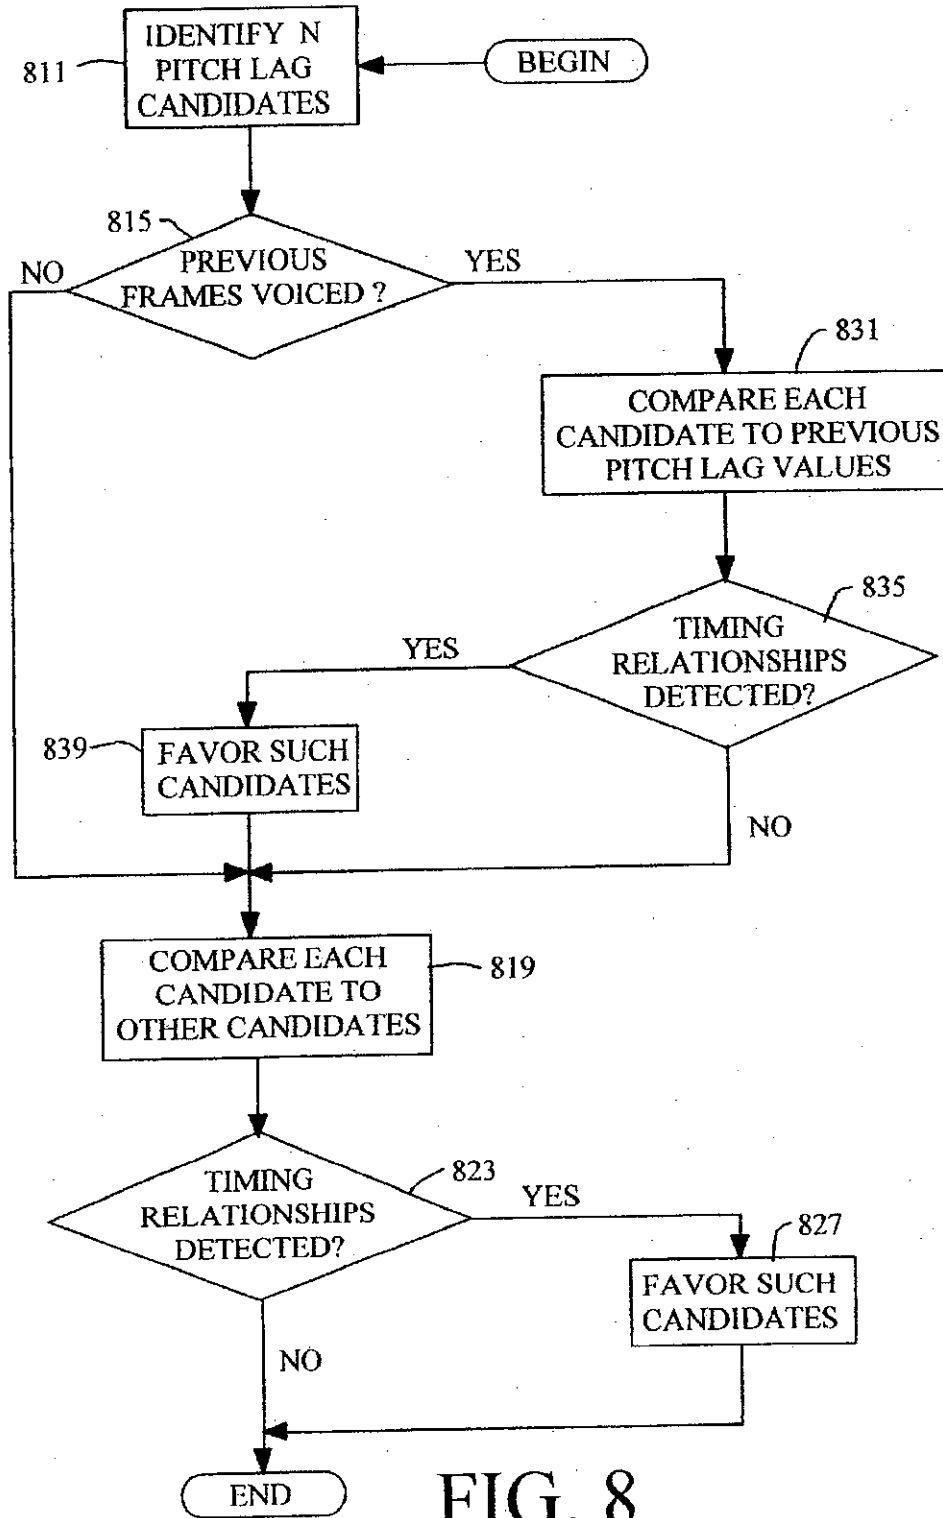 IDENTIFY N
PITCH LAG
CANDIDATES
811
BEGIN
815
PREVIOUS
FRAMES VOICED ?
NO
YES
831
COMPARE EACH
CANDIDATE TO PREVIOUS
PITCH LAG VALUES
835
TIMING
RELATIONSHIPS
DETECTED?
YES
839
FAVOR SUCH
CANDIDATES
NO
COMPARE EACH
CANDIDATE TO
OTHER CANDIDATES
819
TIMING
RELATIONSHIPS
DETECTED?
823
YES
827
FAVOR SUCH
CANDIDATES
NO
END
FIG. 8